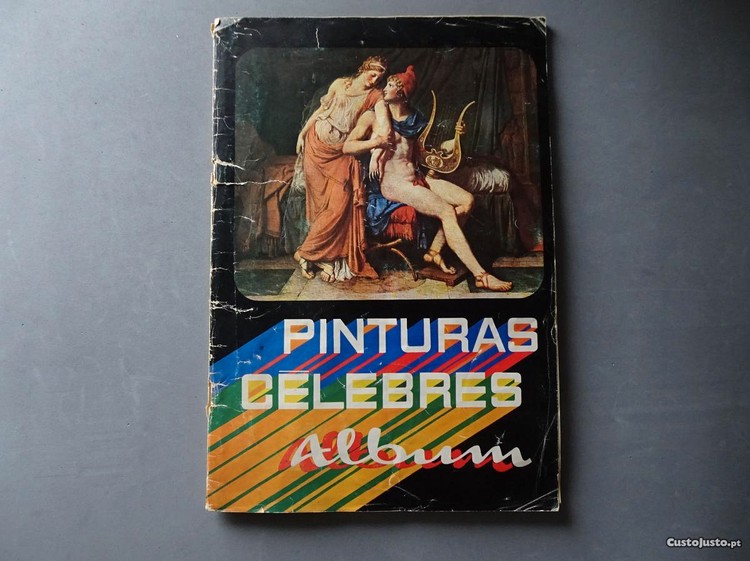 PINTURAS
CELEBRES
Album
CustoJusto.pt